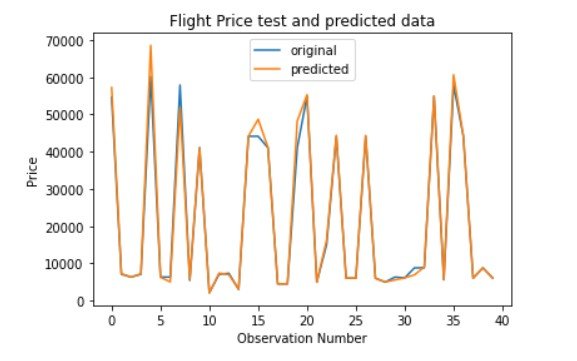 Flight Price test and predicted data
original
predicted
Price
70000
60000
50000
40000
30000
20000
10000
0
0 5 10 15 20 25 30 35 40
Observation Number